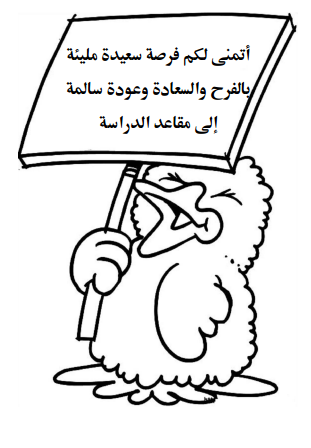 أتمنى لكم فرصة سعيدة مليئة
بالفرح والسعادة وعودة سالمة
إلى مقاعد الدراسة